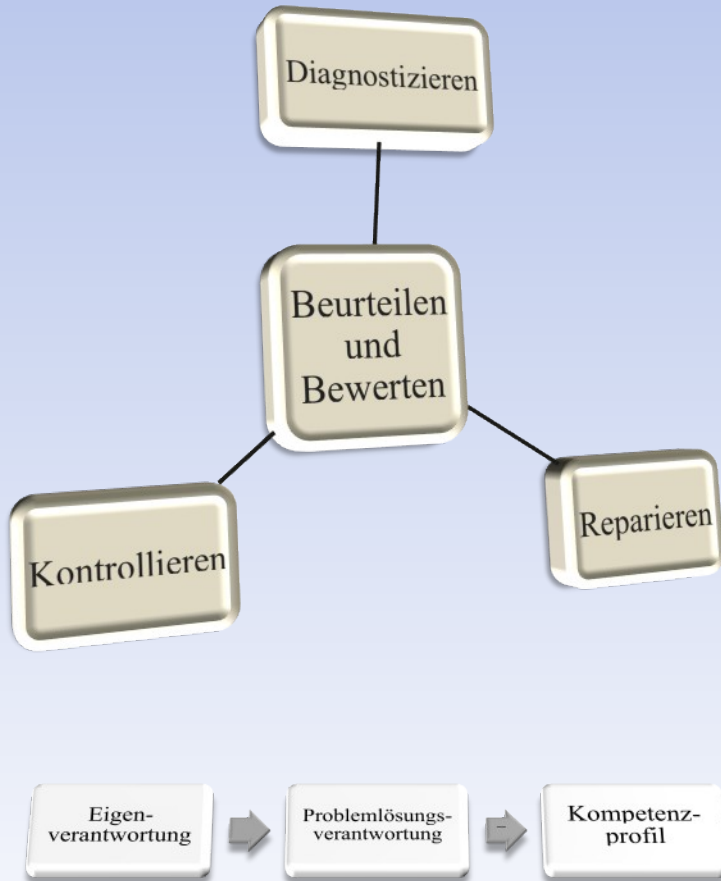 Diagnostizieren
Beurteilen
und
Bewerten
Kontrollieren
Reparieren
Eigen-
verantwortung
Problemlösungs-
verantwortung
Kompetenz-
profil